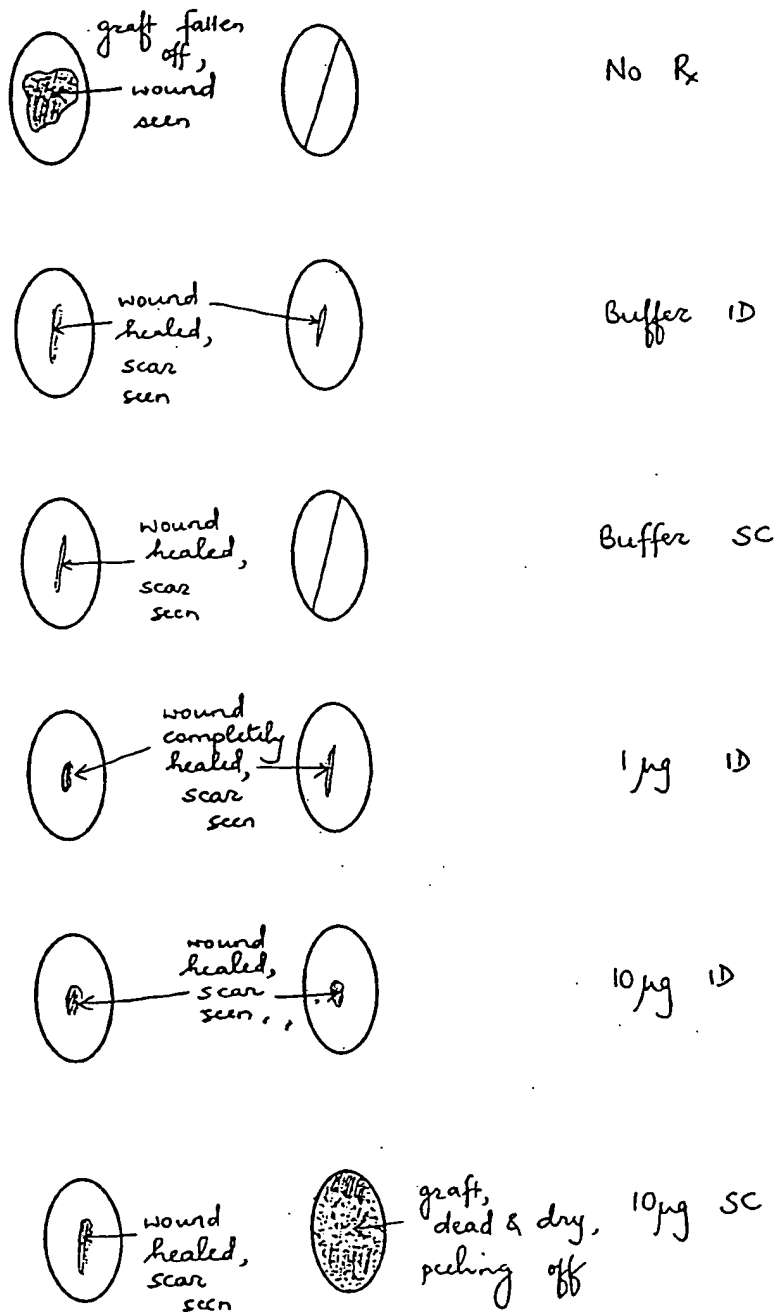 graft fallen
off,
wound
seen
No Rx
wound
healed,
scar
seen
Buffer ID
wound
healed,
scar
seen
Buffer SC
wound
completely
healed,
scar
seen
1 µg ID
wound
healed,
scar
seen
10 µg ID
wound
healed,
scar
seen
graft,
dead & dry,
peeling off
10 µg SC